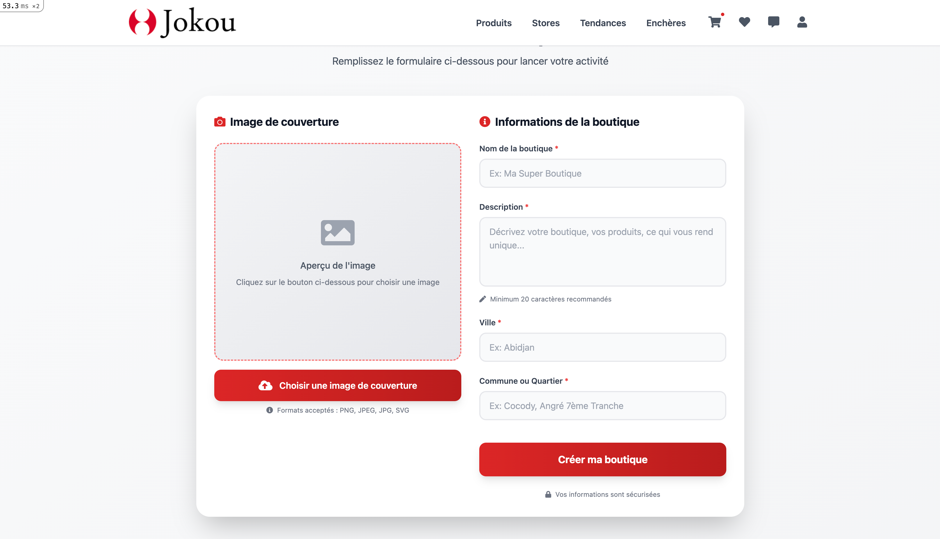 53.3 ms ×2
Jokou
Produits
Stores
Tendances
Enchères
Remplissez le formulaire ci-dessous pour lancer votre activité
Image de couverture
Aperçu de l'image
Cliquez sur le bouton ci-dessous pour choisir une image
Choisir une image de couverture
Formats acceptés : PNG, JPEG, JPG, SVG
Informations de la boutique
Nom de la boutique *
Ex: Ma Super Boutique
Description *
Décrivez votre boutique, vos produits, ce qui vous rend
unique...
Minimum 20 caractères recommandés
Ville *
Ex: Abidjan
Commune ou Quartier *
Ex: Cocody, Angré 7ème Tranche
Créer ma boutique
Vos informations sont sécurisées